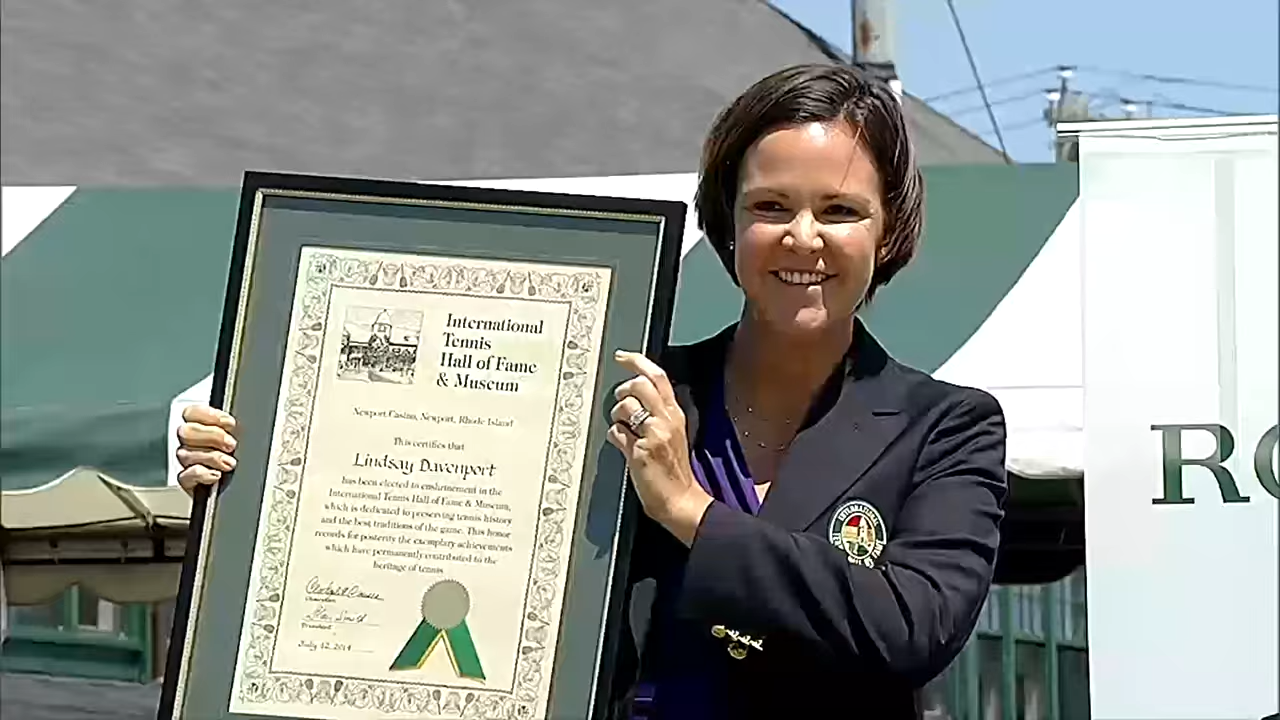 International
Tennis
Hall of Fame
& Museum
Newport Casino, Newport, Rhode Island
This certifies that
Lindsay Davenport
has been elected to enshrinement in the
International Tennis Hall of Fame & Museum,
which is dedicated to preserving tennis history
and the best traditions of the game. This honor
records for posterity the exemplary achievements
which have permanently contributed to the
heritage of tennis
Chairman
President
July 12, 2014
INTERNATIONAL
RO